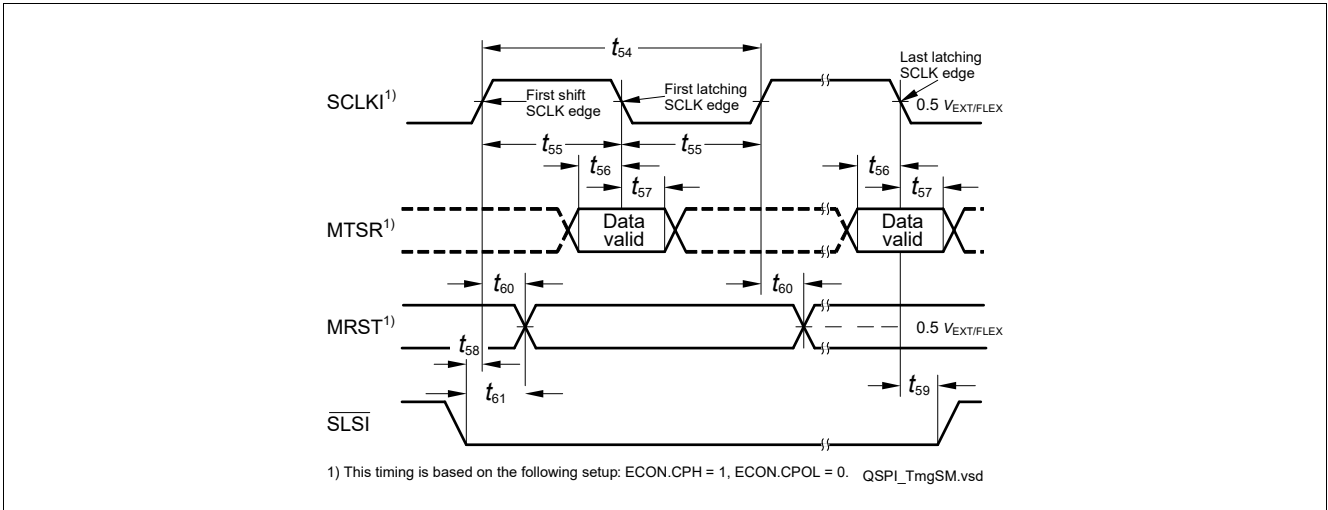 t54
SCLKI1)
First shift
SCLK edge
First latching
SCLK edge
Last latching
SCLK edge
0.5 VEXT/FLEX
t55
t55
t56
t57
t56
t57
MTSR1)
Data
valid
Data
valid
t60
t60
MRST1)
0.5 VEXT/FLEX
t58
t61
t59
SLSI
1) This timing is based on the following setup: ECON.CPH = 1, ECON.CPOL = 0.
QSPI_TmgSM.vsd